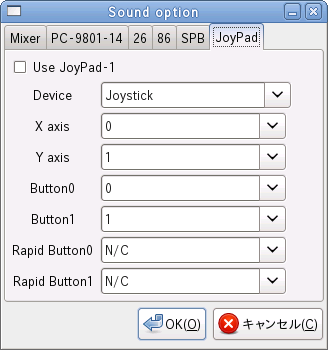 Sound option
Mixer PC-9801-14 26 86 SPB JoyPad
Use JoyPad-1
Device Joystick
X axis 0
Y axis 1
Button0 0
Button1 1
Rapid Button0 N/C
Rapid Button1 N/C
OK(O) キャンセル(C)